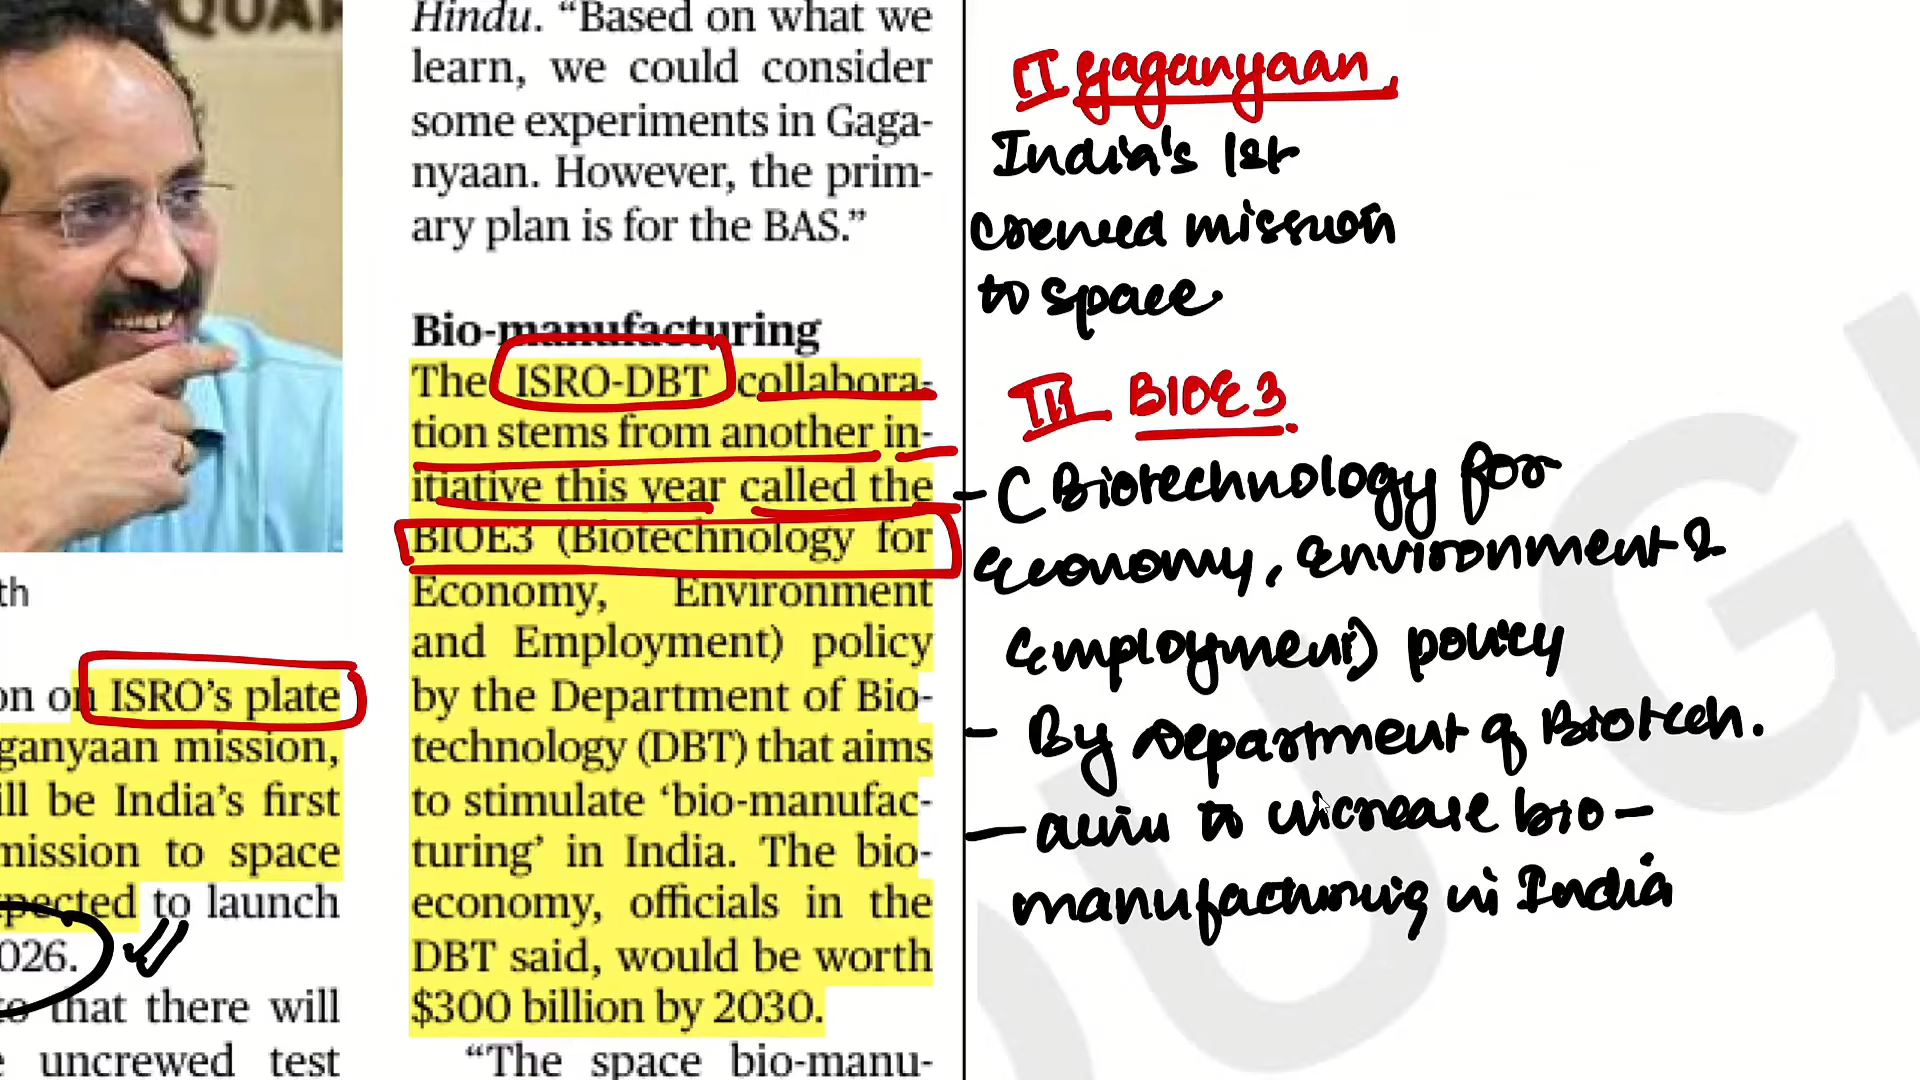 QUAR
th
on on ISRO's plate
ganyaan mission,
ill be India's first
mission to space
pected to launch
026.
to that there will
e uncrewed test
Hindu. “Based on what we
learn, we could consider
some experiments in Gaga-
nyaan. However, the prim-
ary plan is for the BAS.”
Bio-manufacturing
The ISRO-DBT collabora-
tion stems from another in-
itiative this year called the
BIOE3 (Biotechnology for
Economy, Environment
and Employment) policy
by the Department of Bio-
technology (DBT) that aims
to stimulate ‘bio-manufac-
turing’ in India. The bio-
economy, officials in the
DBT said, would be worth
$300 billion by 2030.
“The space bio-manu-
II Gaganyaan
India's 1st
crewed mission
to space
III BIOE3
- (Biotechnology for
Economy, Environment &
Employment) policy
- By Department of Biotech.
- aim to increase bio-
manufacturing in India